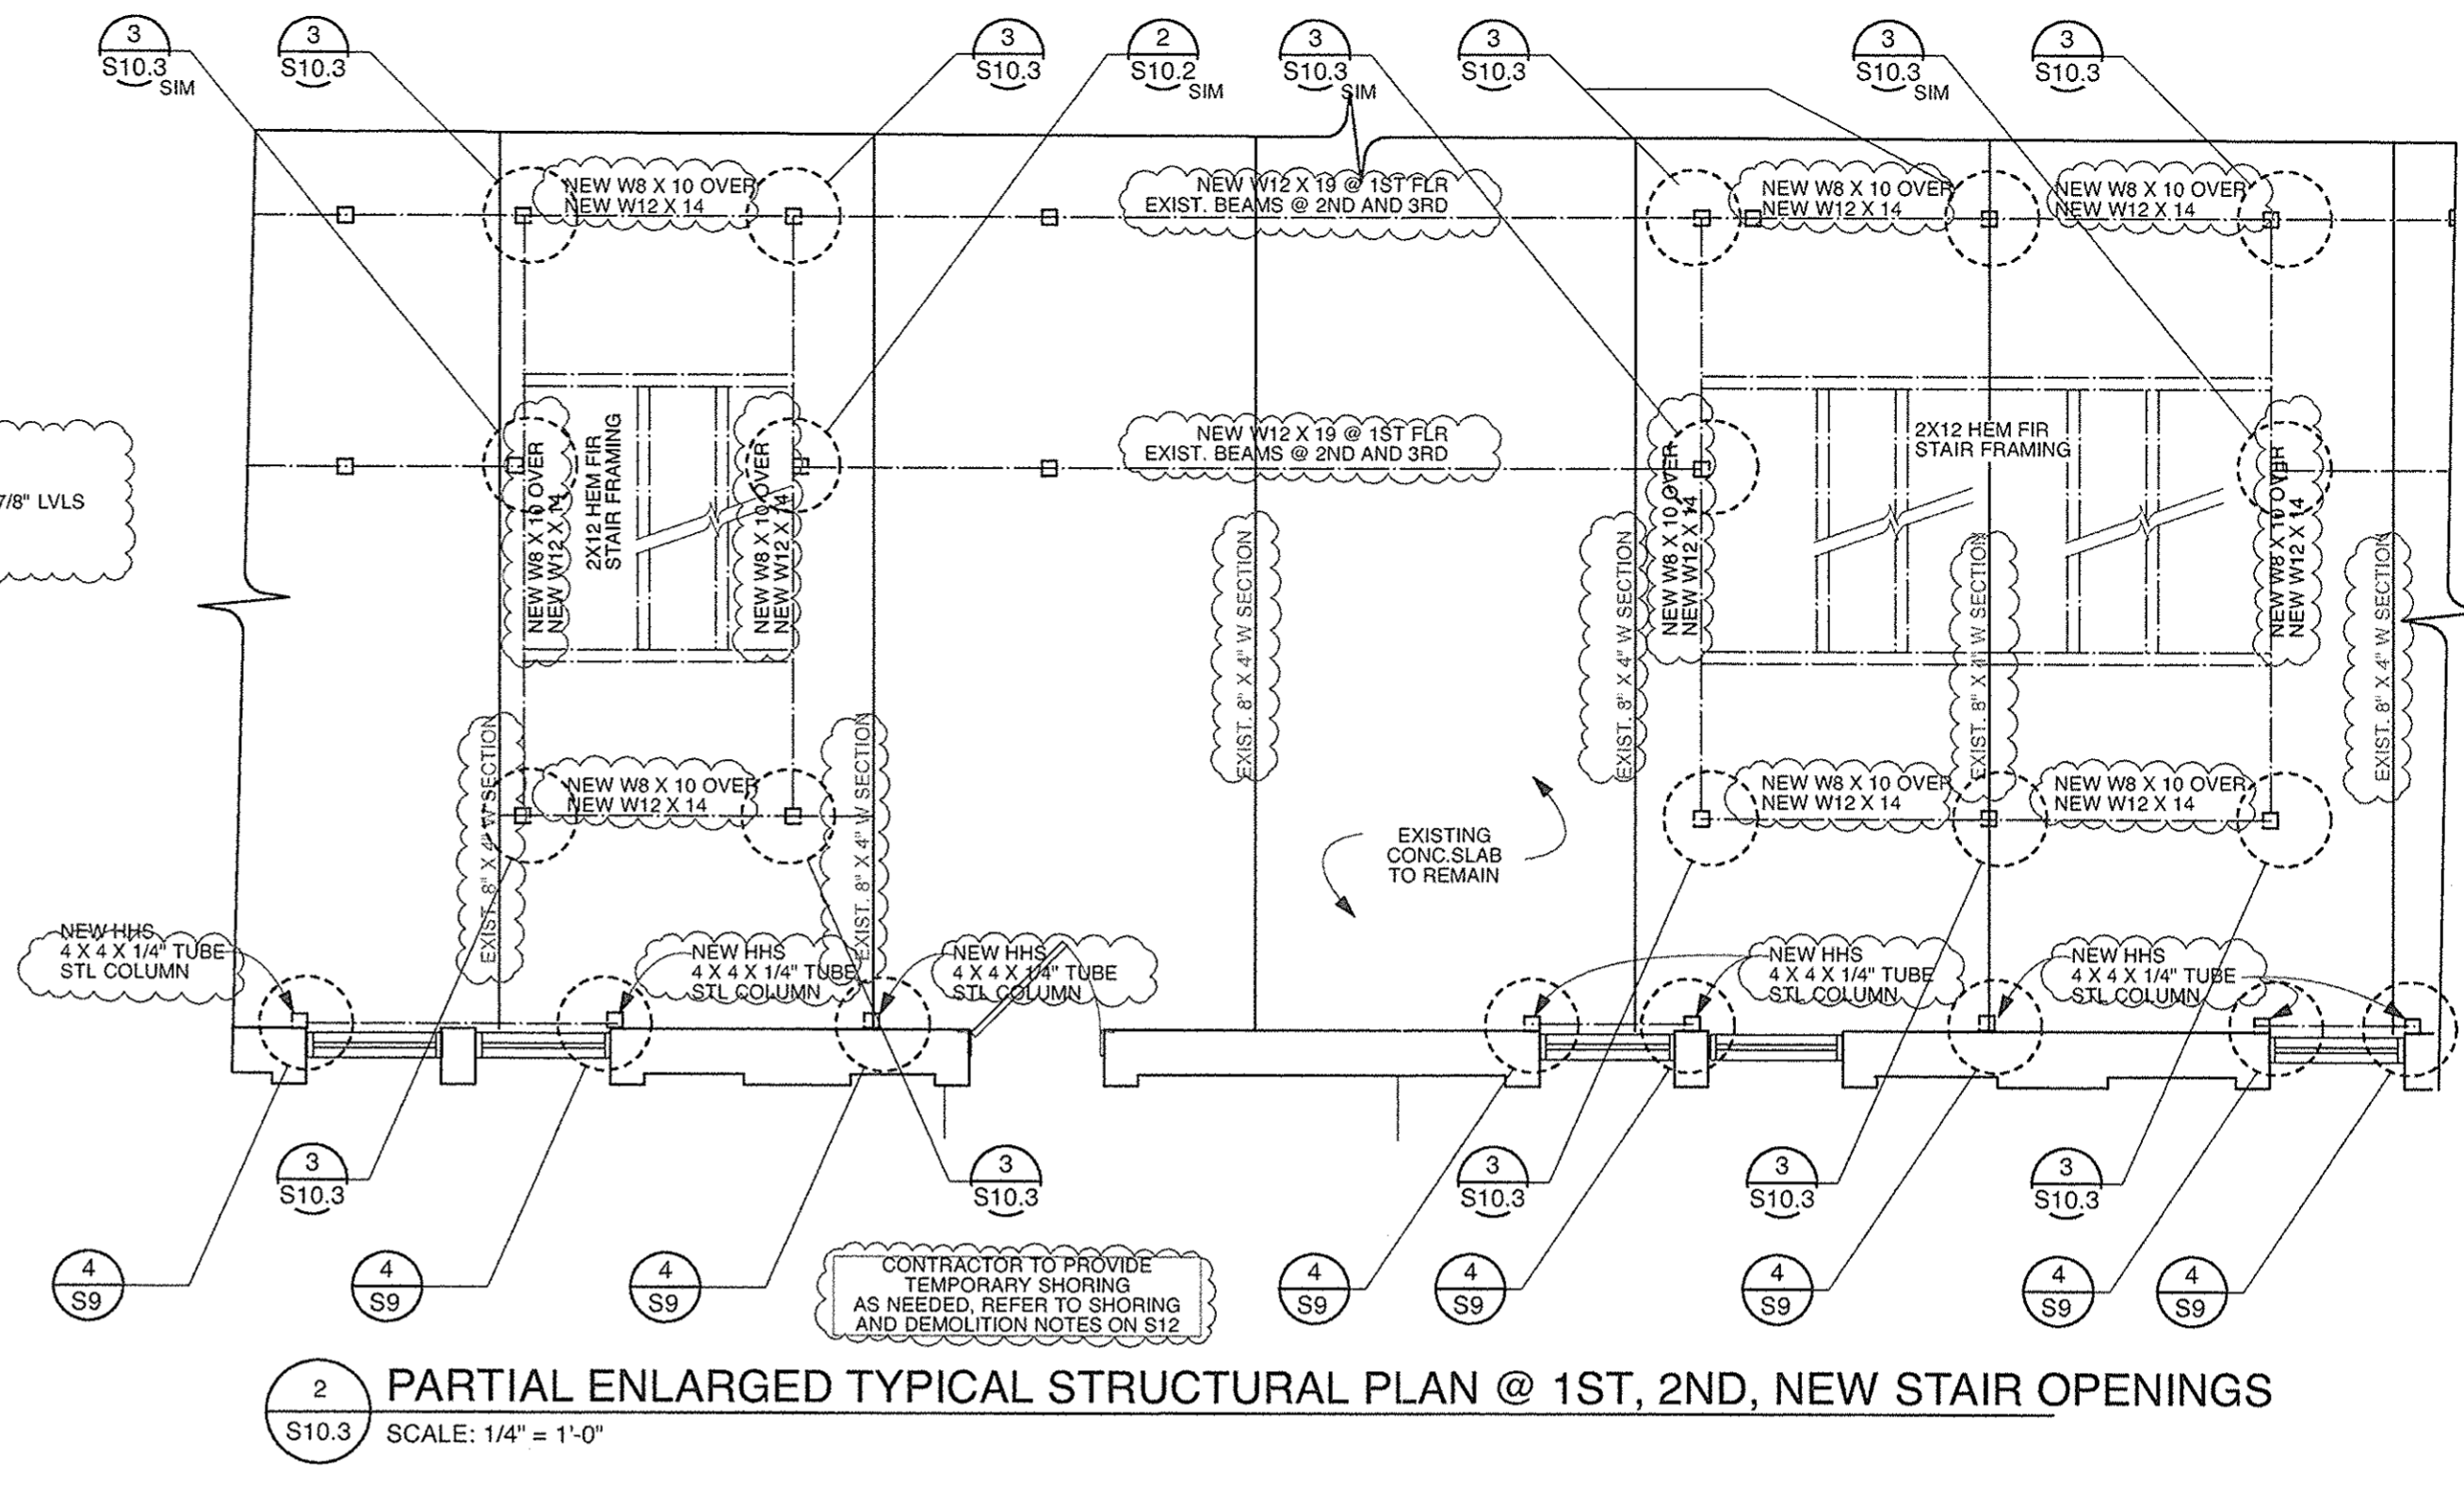 3
S10.3
SIM
3
S10.3
3
S10.3
2
S10.2
SIM
3
S10.3
SIM
3
S10.3
3
S10.3
SIM
3
S10.3
NEW W8 X 10 OVER
NEW W12 X 14
NEW W12 X 19 @ 1ST FLR
EXIST. BEAMS @ 2ND AND 3RD
NEW W8 X 10 OVER
NEW W12 X 14
NEW W8 X 10 OVER
NEW W12 X 14
7/8" LVLS
NEW W8 X 10 OVER
NEW W12 X 14
2X12 HEM FIR
STAIR FRAMING
NEW W8 X 10 OVER
NEW W12 X 14
NEW W12 X 19 @ 1ST FLR
EXIST. BEAMS @ 2ND AND 3RD
EXIST. 8" X 4" W SECTION
EXIST. 8" X 4" W SECTION
NEW W8 X 10 OVER
NEW W12 X 14
2X12 HEM FIR
STAIR FRAMING
EXIST. 8" X 4" W SECTION
NEW W8 X 10 OVER
NEW W12 X 14
EXIST. 8" X 4" W SECTION
EXIST. 8" X 4" W SECTION
NEW W8 X 10 OVER
NEW W12 X 14
EXIST. 8" X 4" W SECTION
NEW W8 X 10 OVER
NEW W12 X 14
NEW W8 X 10 OVER
NEW W12 X 14
EXISTING
CONC.SLAB
TO REMAIN
NEW HHS
4 X 4 X 1/4" TUBE
STL COLUMN
NEW HHS
4 X 4 X 1/4" TUBE
STL COLUMN
NEW HHS
4 X 4 X 1/4" TUBE
STL COLUMN
NEW HHS
4 X 4 X 1/4" TUBE
STL COLUMN
NEW HHS
4 X 4 X 1/4" TUBE
STL COLUMN
3
S10.3
3
S10.3
3
S10.3
3
S10.3
3
S10.3
4
S9
4
S9
4
S9
CONTRACTOR TO PROVIDE
TEMPORARY SHORING
AS NEEDED, REFER TO SHORING
AND DEMOLITION NOTES ON S12
4
S9
4
S9
4
S9
4
S9
4
S9
2
S10.3
PARTIAL ENLARGED TYPICAL STRUCTURAL PLAN @ 1ST, 2ND, NEW STAIR OPENINGS
SCALE: 1/4" = 1'-0"